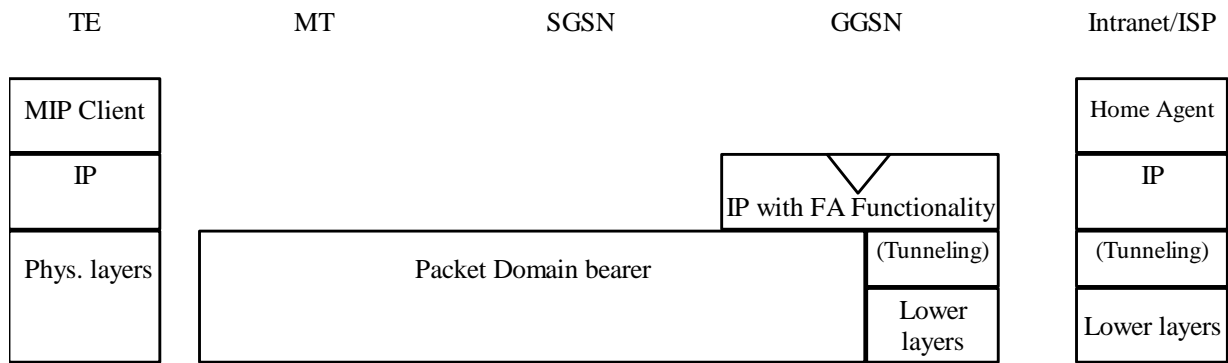 TE MT SGSN GGSN Intranet/ISP
MIP Client Home Agent
IP IP
IP with FA Functionality
Phys. layers Packet Domain bearer (Tunneling) (Tunneling)
Lower
layers Lower layers